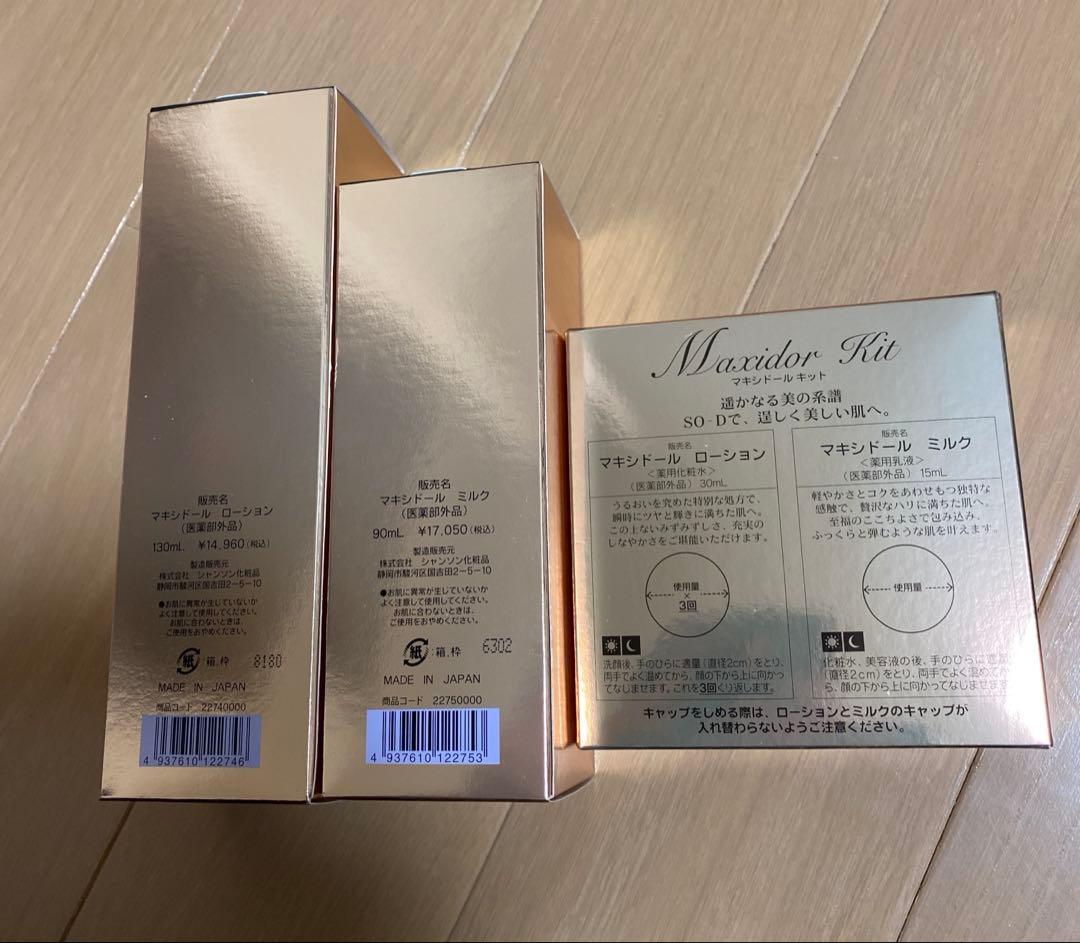 販売名
マキシドール ローション
(医薬部外品)
130mL ¥14,960(税込)
製造販売元
株式会社 シャンソン化粧品
静岡市駿河区国吉田2-5-10
●お肌に異常が生じていないか
よく注意して使用してください。
お肌に合わないときは、
ご使用をおやめください。
紙 :箱,枠 8180
MADE IN JAPAN
商品コード 22740000
4 937610 122746
販売名
マキシドール ミルク
(医薬部外品)
90mL ¥17,050(税込)
製造販売元
株式会社 シャンソン化粧品
静岡市駿河区国吉田2-5-10
●お肌に異常が生じていないか
よく注意して使用してください。
お肌に合わないときは、
ご使用をおやめください。
紙 :箱,枠 6302
MADE IN JAPAN
商品コード 22750000
4 937610 122753
Maxidor Kit
マキシドール キット
遥かなる美の系譜
SO-Dで、逞しく美しい肌へ。
販売名
マキシドール ローション
<薬用化粧水>
(医薬部外品) 30mL
うるおいを究めた特別な処方で、
瞬時にツヤと輝きに満ちた肌へ。
この上ないみずみずしさ、充実の
しなやかさをご堪能いただけます。
使用量
×
3回
洗顔後、手のひらに適量(直径2cm)をとり、
両手でよく温めてから、顔の下から上に向かっ
てなじませます。これを3回くり返します。
販売名
マキシドール ミルク
<薬用乳液>
(医薬部外品) 15mL
軽やかさとコクをあわせもつ独特な
感触で、贅沢なハリに満ちた肌へ。
至福のここちよさで包み込み、
ふっくらと弾むような肌を叶えます。
使用量
化粧水、美容液の後、手のひらに適量
(直径2cm)をとり、両手でよく温めてか
ら、顔の下から上に向かってなじませます
キャップをしめる際は、ローションとミルクのキャップが
入れ替わらないようご注意ください。